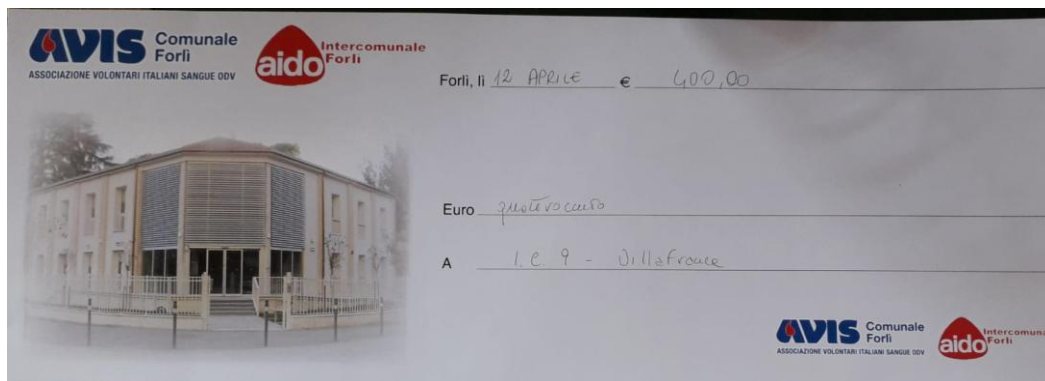 AVIS Comunale Forlì
ASSOCIAZIONE VOLONTARI ITALIANI SANGUE ODV
aido Intercomunale Forlì
Forlì, li 12 APRILE € 400,00
Euro quattrocento
A I.C. 9 - Villafranca
AVIS Comunale Forlì
ASSOCIAZIONE VOLONTARI ITALIANI SANGUE ODV
aido Intercomuna Forlì